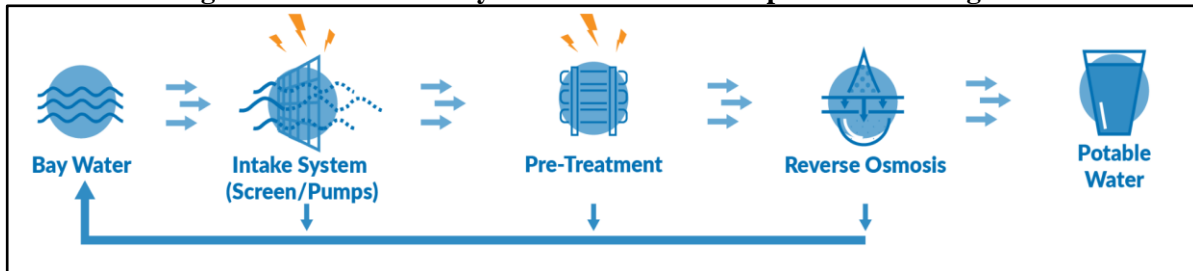 Bay Water
Intake System
(Screen/Pumps)
Pre-Treatment
Reverse Osmosis
Potable
Water